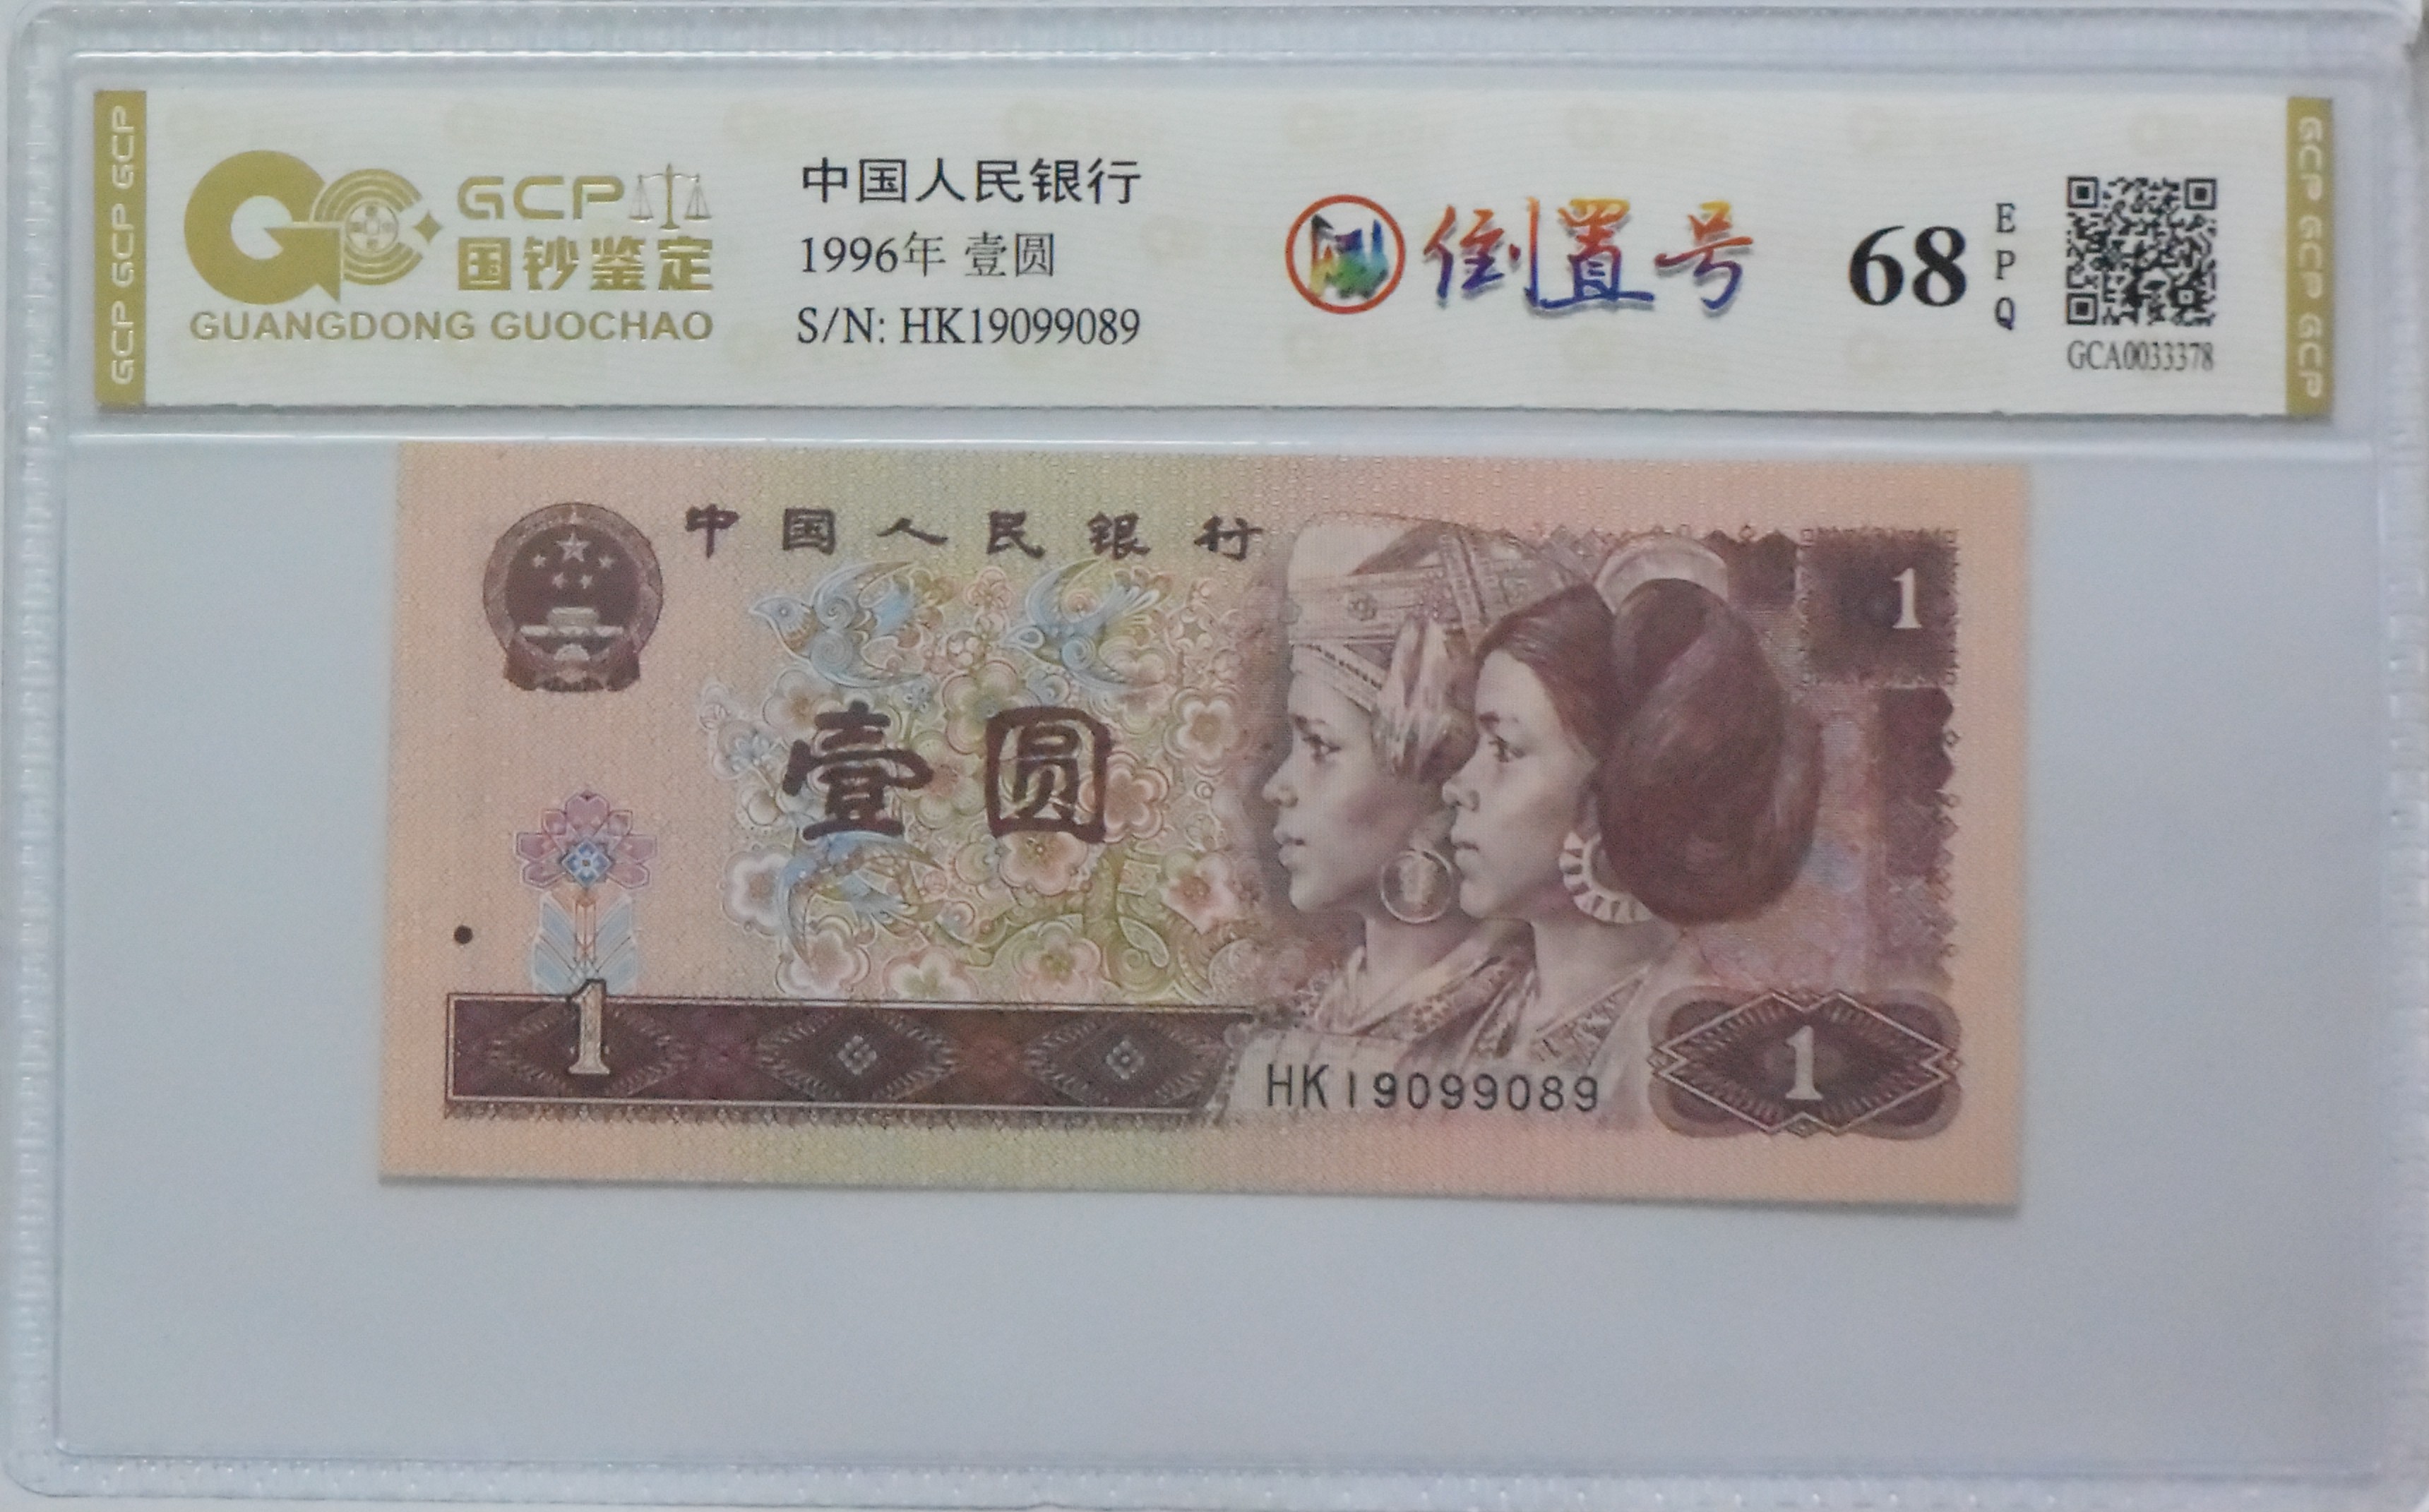 GCP GCP GCP
GCP
国钞鉴定
GUANGDONG GUOCHAO
中国人民银行
1996年 壹圆
S/N: HK19099089
倒置号
68
EPQ
GCA0033378
GCP GCP GCP
中国人民银行
1
壹圆
1
HK19099089
1